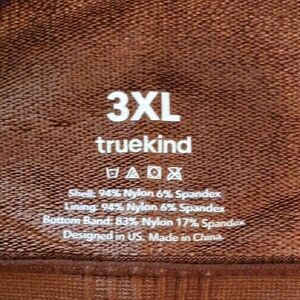 3XL
truekind
Shell: 94% Nylon 6% Spandex
Lining: 94% Nylon 6% Spandex
Bottom Band: 83% Nylon 17% Spandex
Designed in US. Made in China.